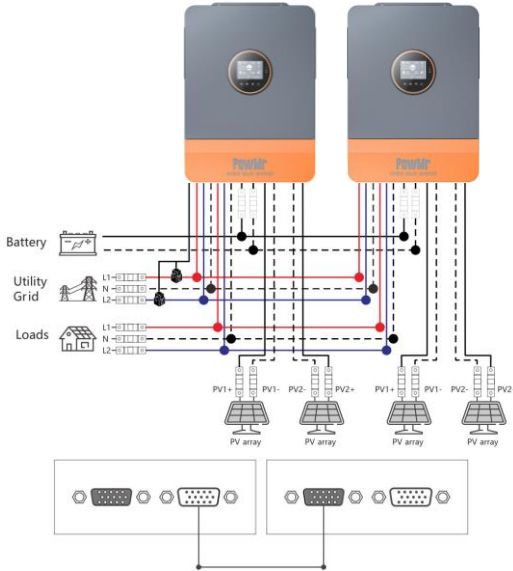 PowMr
PowMr
Battery
Utility
Grid
L1
N
L2
Loads
L1
N
L2
PV1+ PV1- PV2- PV2+ PV1+ PV1- PV2- PV2
PV array PV array PV array PV array